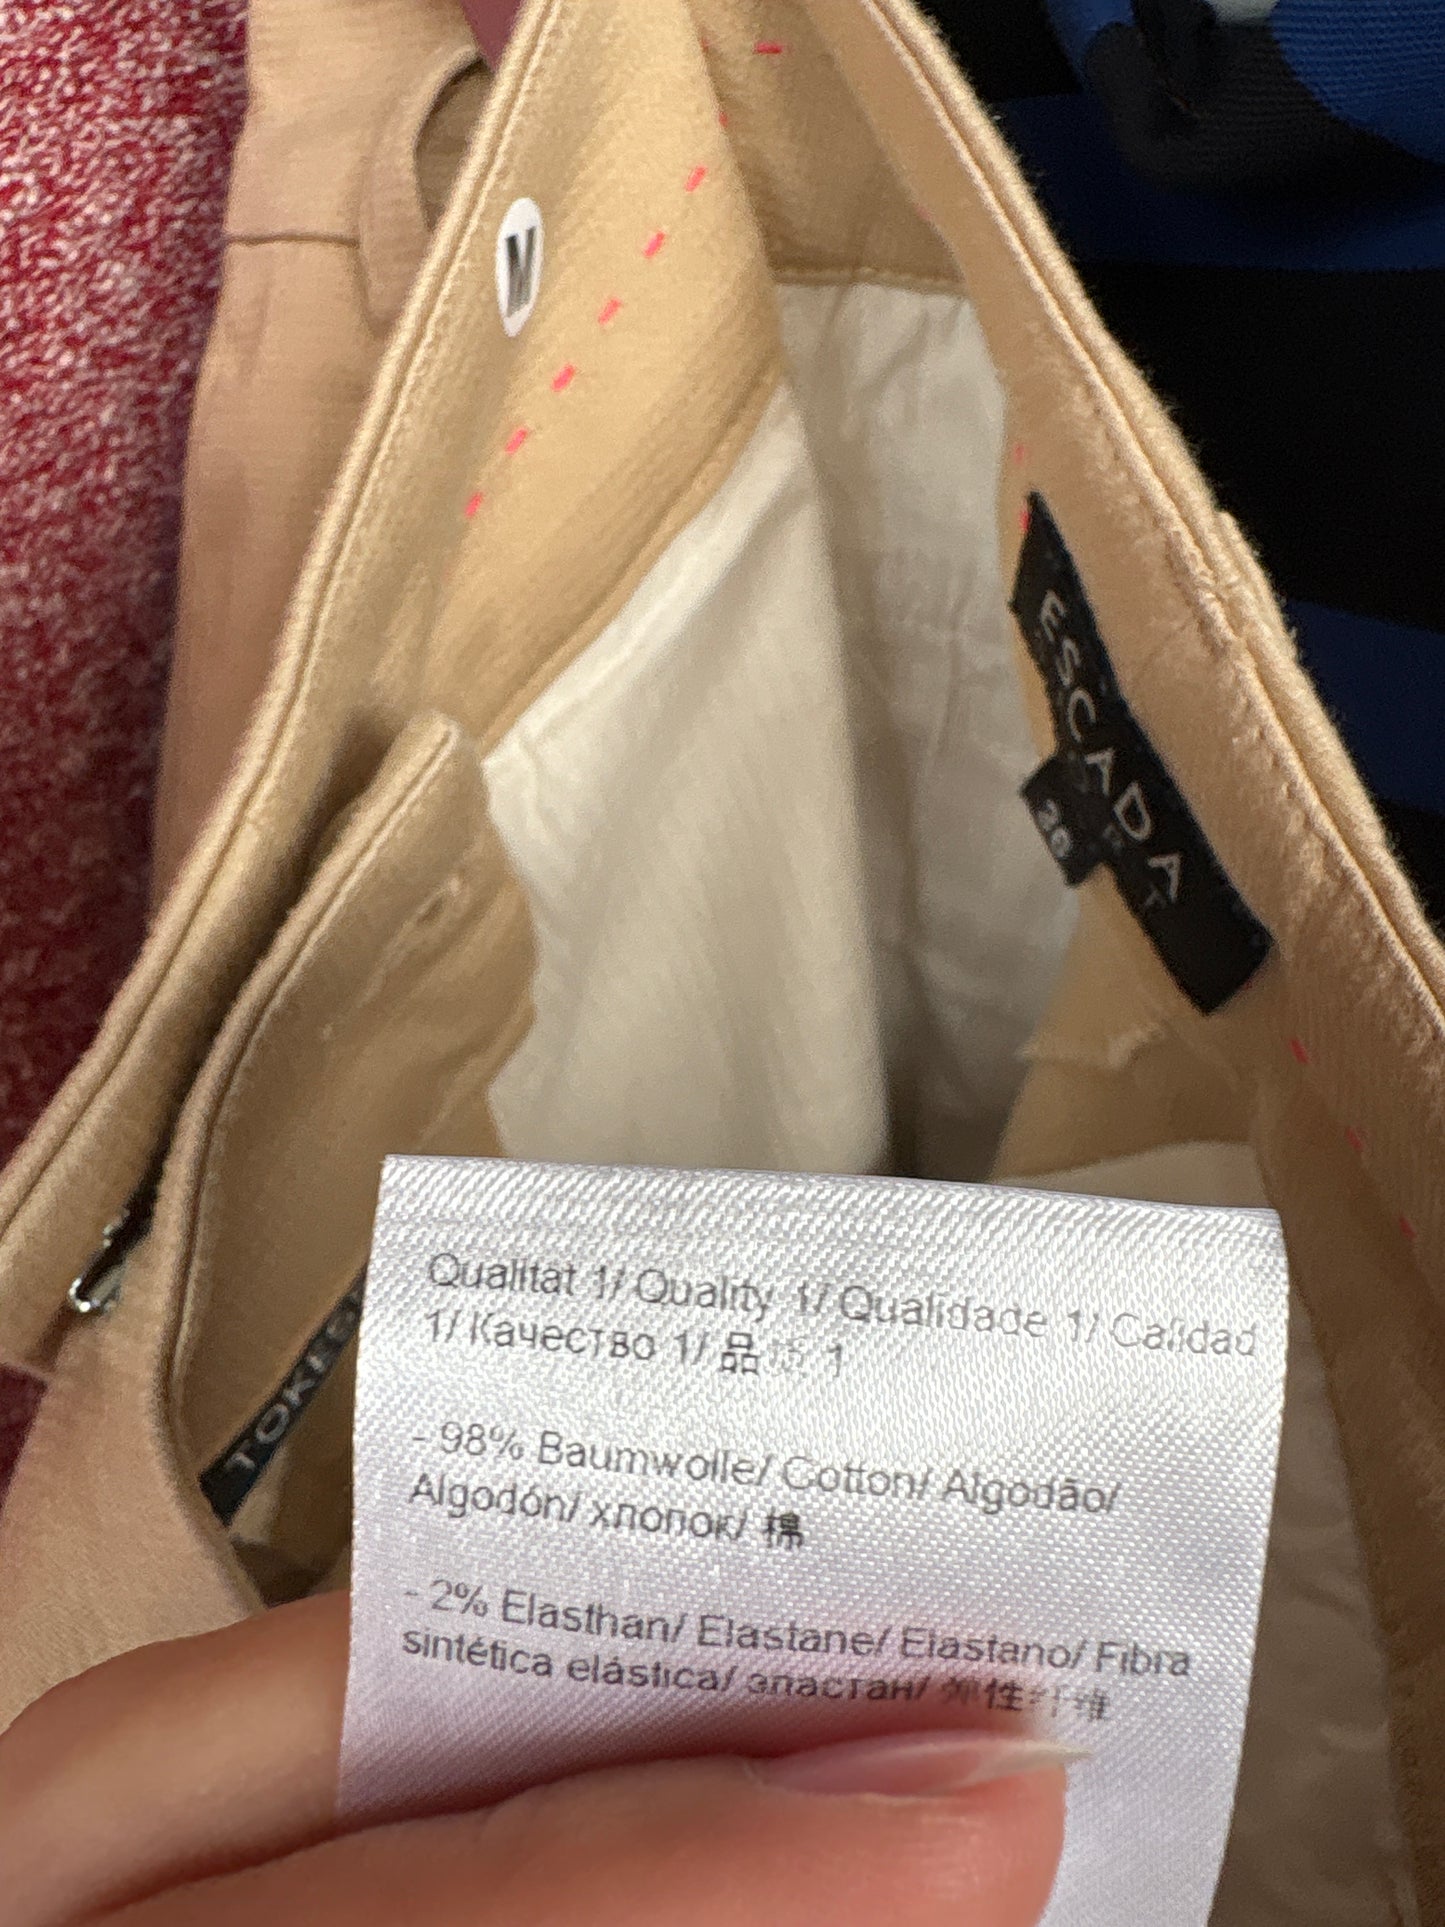 M
ESCADA
TOKI
Qualität 1/ Quality 1/ Qualidade 1/ Calidad
1/ Качество 1/ 品质 1
- 98% Baumwolle/ Cotton/ Algodão/
Algodón/ хлопок/ 棉
- 2% Elasthan/ Elastane/ Elastano/ Fibra
sintética elástica/ эластан/ 弹性纤维